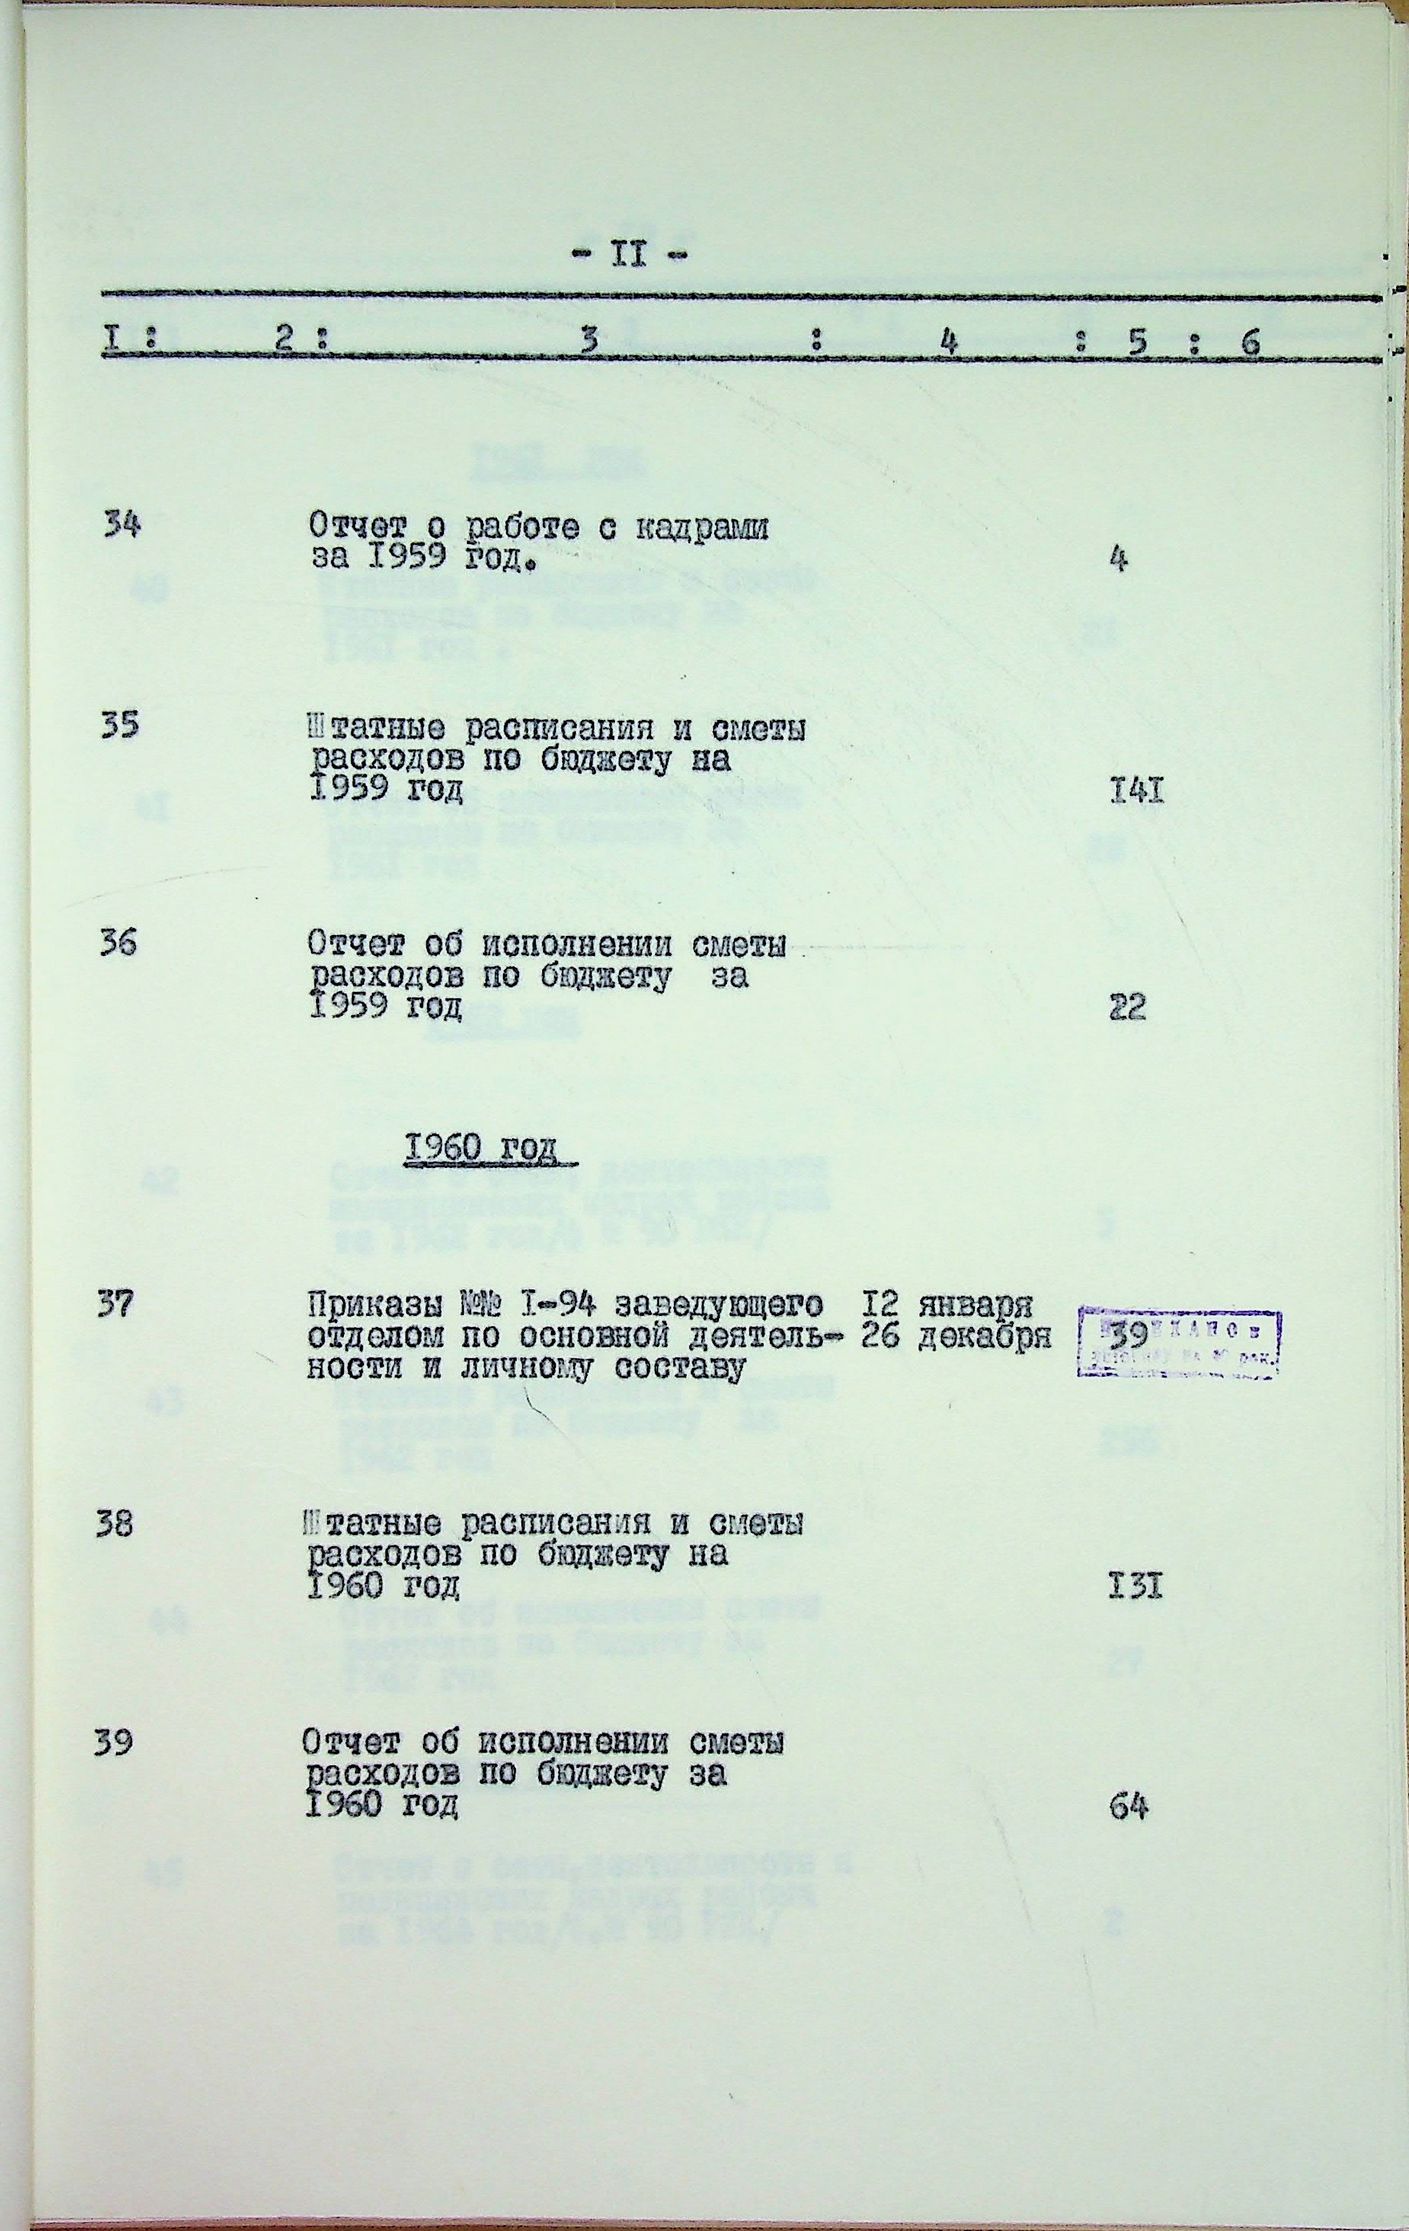 - II -
I : 2 : 3 : 4 : 5 : 6
34 Отчет о работе с кадрами
за I959 год. 4
35 Штатные расписания и сметы
расходов по бюджету на
I959 год I4I
36 Отчет об исполнении сметы
расходов по бюджету за
I959 год 22
I960 год
37 Приказы №№ I-94 заведующего I2 января
отделом по основной деятель- 26 декабря 39
ности и личному составу
38 Штатные расписания и сметы
расходов по бюджету на
I960 год I3I
39 Отчет об исполнении сметы
расходов по бюджету за
I960 год 64